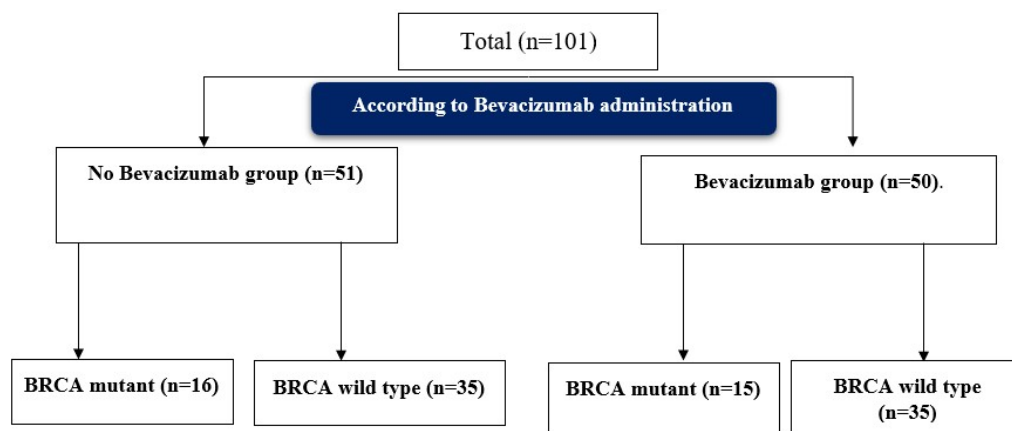 Total (n=101)
According to Bevacizumab administration
No Bevacizumab group (n=51)
Bevacizumab group (n=50).
BRCA mutant (n=16)
BRCA wild type (n=35)
BRCA mutant (n=15)
BRCA wild type
(n=35)